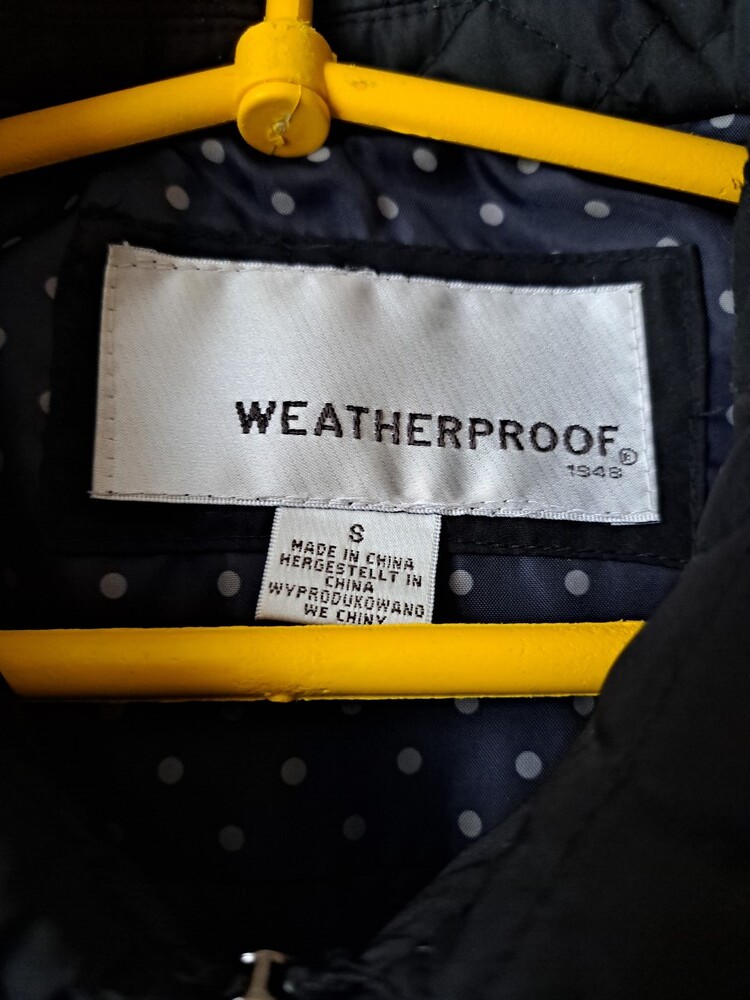 WEATHERPROOF®
1948
S
MADE IN CHINA
HERGESTELLT IN
CHINA
WYPRODUKOWANO
WE CHINY